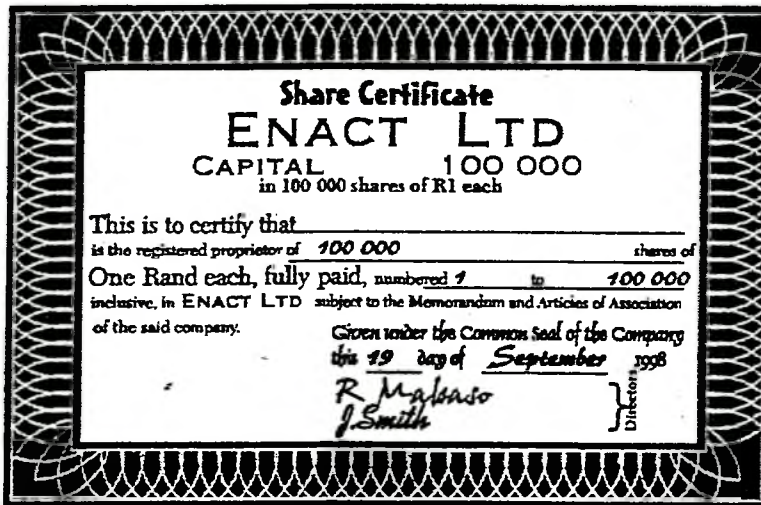 Share Certificate
ENACT LTD
CAPITAL 100 000
in 100 000 shares of R1 each
This is to certify that
is the registered proprietor of 100 000 shares of
One Rand each, fully paid, numbered 1 to 100 000
inclusive, in ENACT LTD subject to the Memorandum and Articles of Association
of the said company.
Given under the Common Seal of the Company
this 19 day of September 1998
R Mabaso
J. Smith
Directors